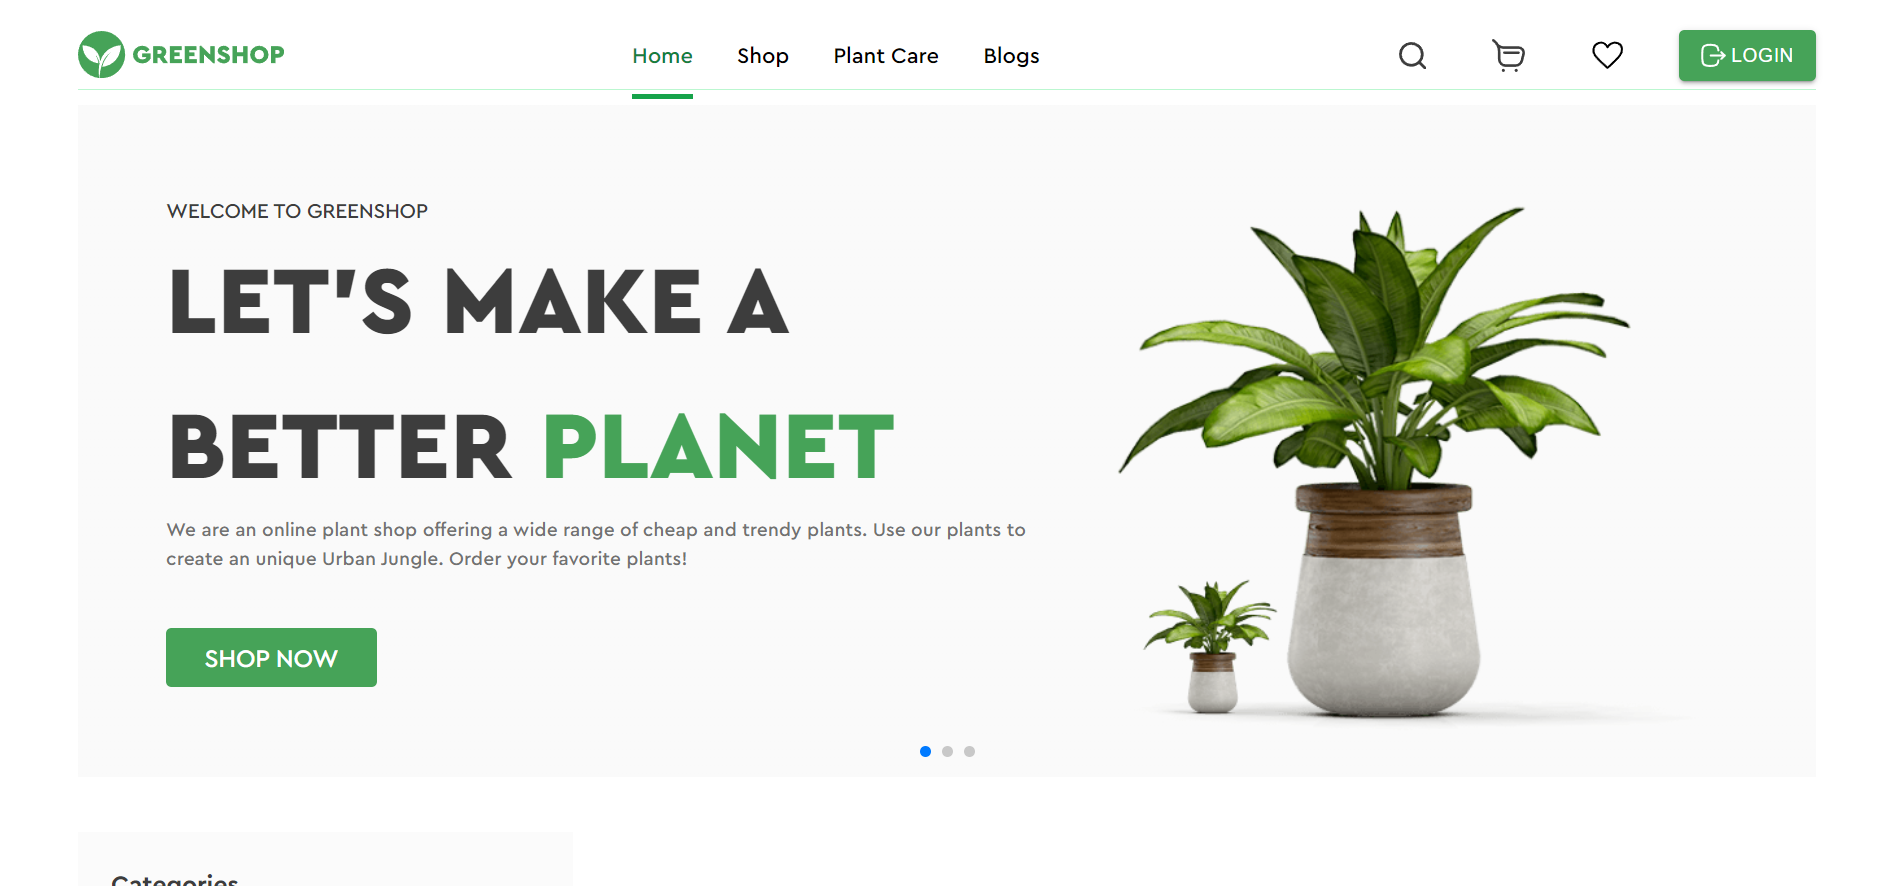 GREENSHOP
Home
Shop
Plant Care
Blogs
LOGIN
WELCOME TO GREENSHOP
LET'S MAKE A
BETTER PLANET
We are an online plant shop offering a wide range of cheap and trendy plants. Use our plants to
create an unique Urban Jungle. Order your favorite plants!
SHOP NOW
Categories